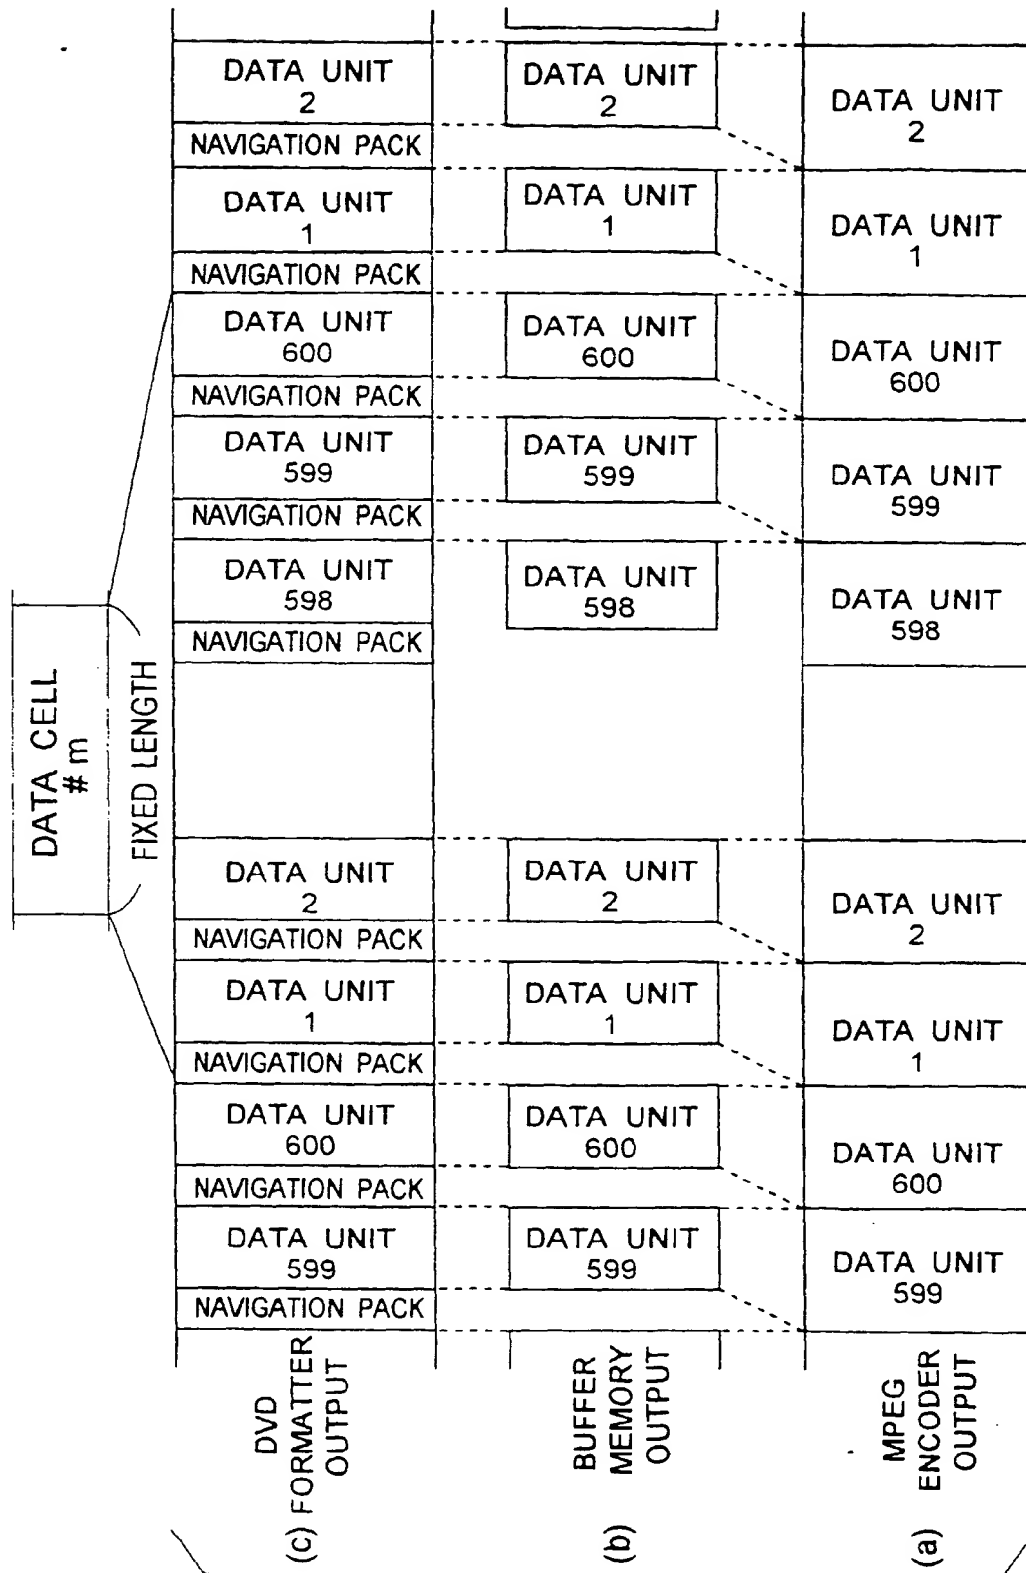 DATA CELL
# m
FIXED LENGTH
DATA UNIT
2
NAVIGATION PACK
DATA UNIT
1
NAVIGATION PACK
DATA UNIT
600
NAVIGATION PACK
DATA UNIT
599
NAVIGATION PACK
DATA UNIT
598
NAVIGATION PACK
DATA UNIT
2
NAVIGATION PACK
DATA UNIT
1
NAVIGATION PACK
DATA UNIT
600
NAVIGATION PACK
DATA UNIT
599
NAVIGATION PACK
DVD
(c) FORMATTER
OUTPUT
DATA UNIT
2
DATA UNIT
1
DATA UNIT
600
DATA UNIT
599
DATA UNIT
598
DATA UNIT
2
DATA UNIT
1
DATA UNIT
600
DATA UNIT
599
BUFFER
(b) MEMORY
OUTPUT
DATA UNIT
2
DATA UNIT
1
DATA UNIT
600
DATA UNIT
599
DATA UNIT
598
DATA UNIT
2
DATA UNIT
1
DATA UNIT
600
DATA UNIT
599
MPEG
(a) ENCODER
OUTPUT